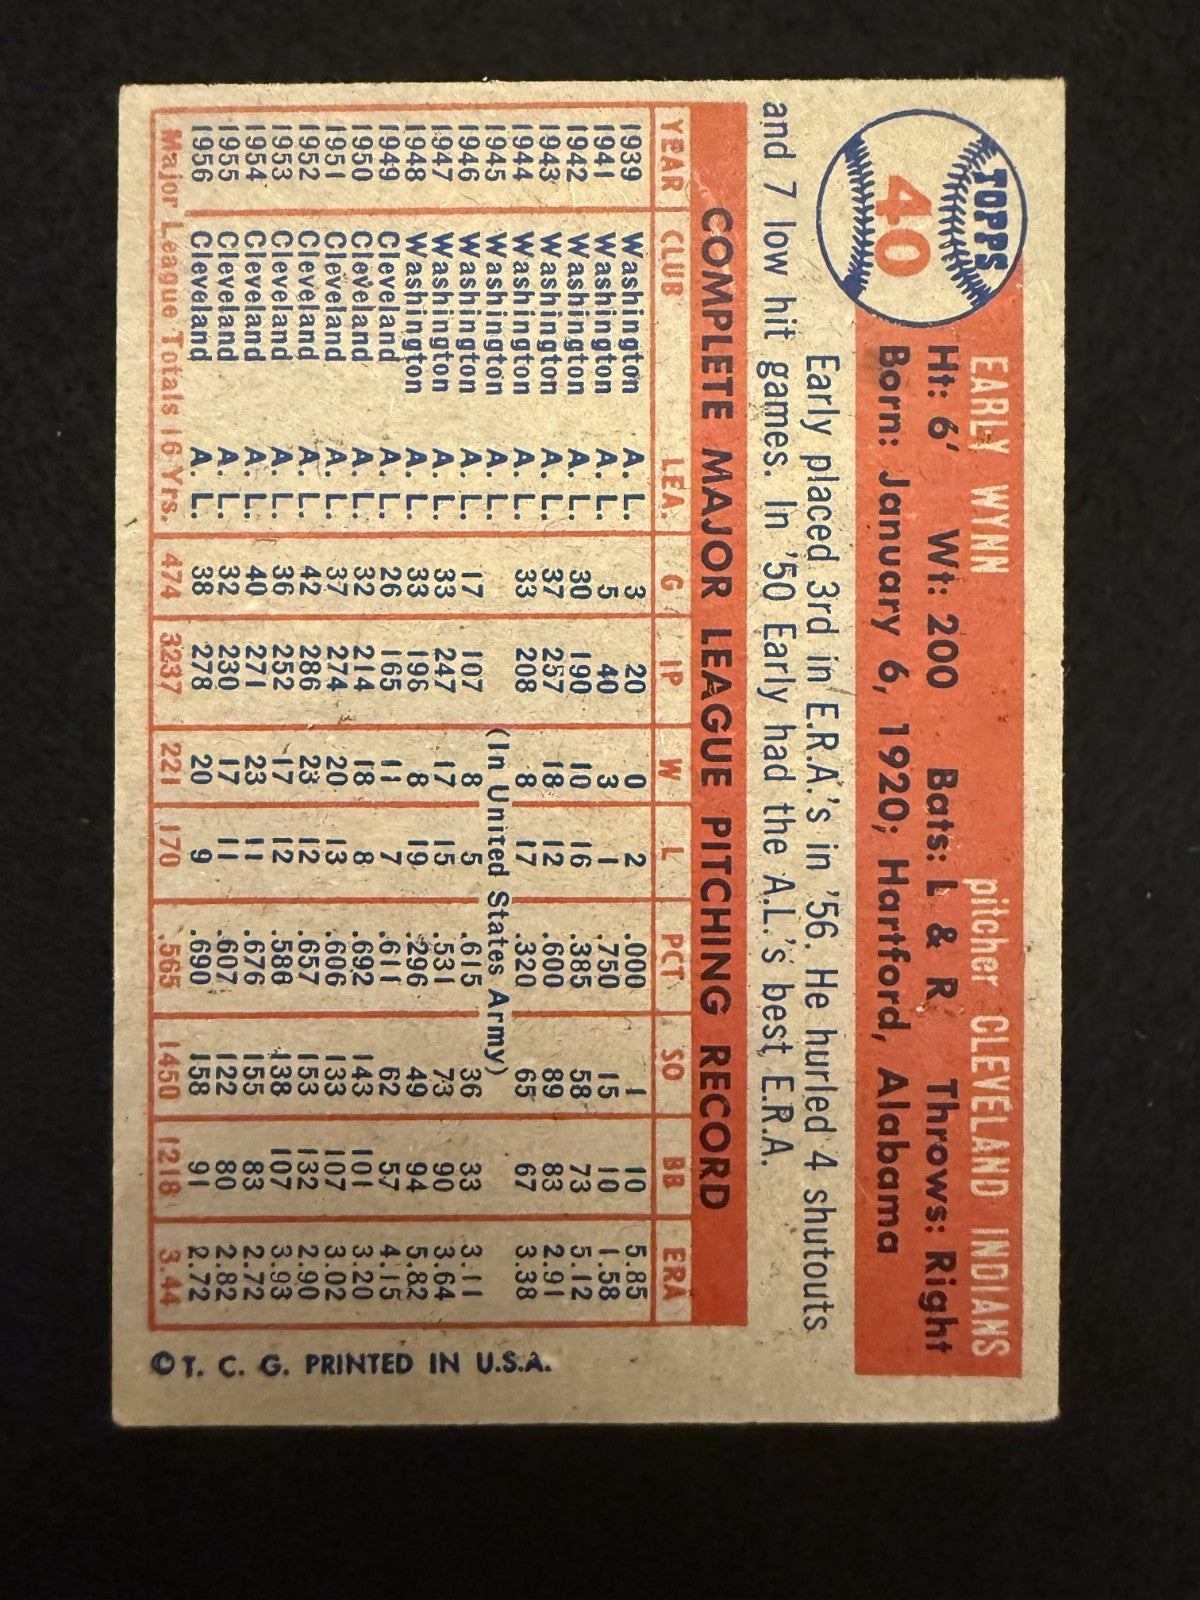 TOPPS
40
EARLY WYNN pitcher CLEVELAND INDIANS
Ht: 6' Wt: 200 Bats: L & R Throws: Right
Born: January 6, 1920; Hartford, Alabama
Early placed 3rd in E.R.A.'s in '56. He hurled 4 shutouts
and 7 low hit games. In '50 Early had the A.L.'s best E.R.A.
COMPLETE MAJOR LEAGUE PITCHING RECORD
YEAR CLUB LEA. G IP W L PCT SO BB ERA
1939 Washington A. L. 3 20 0 2 .000 1 10 5.85
1941 Washington A. L. 5 40 3 1 .750 15 10 1.58
1942 Washington A. L. 30 190 10 16 .385 58 73 5.12
1943 Washington A. L. 37 257 18 12 .600 89 83 2.91
1944 Washington A. L. 33 208 8 17 .320 65 67 3.38
1945 Washington A. L. (In United States Army)
1946 Washington A. L. 17 107 8 5 .615 36 33 3.11
1947 Washington A. L. 33 247 17 15 .531 73 90 3.64
1948 Washington A. L. 33 196 8 19 .296 49 94 5.82
1949 Cleveland A. L. 26 165 11 7 .611 62 57 4.15
1950 Cleveland A. L. 32 214 18 8 .692 143 101 3.20
1951 Cleveland A. L. 37 274 20 13 .606 133 107 3.02
1952 Cleveland A. L. 42 286 23 12 .657 153 132 2.90
1953 Cleveland A. L. 36 252 17 12 .586 138 107 3.93
1954 Cleveland A. L. 40 271 23 11 .676 155 83 2.72
1955 Cleveland A. L. 32 230 17 11 .607 122 80 2.82
1956 Cleveland A. L. 38 278 20 9 .690 158 91 2.72
Major League Totals 16 Yrs. 474 3237 221 170 .565 1450 1218 3.44
© T. C. G. PRINTED IN U.S.A.